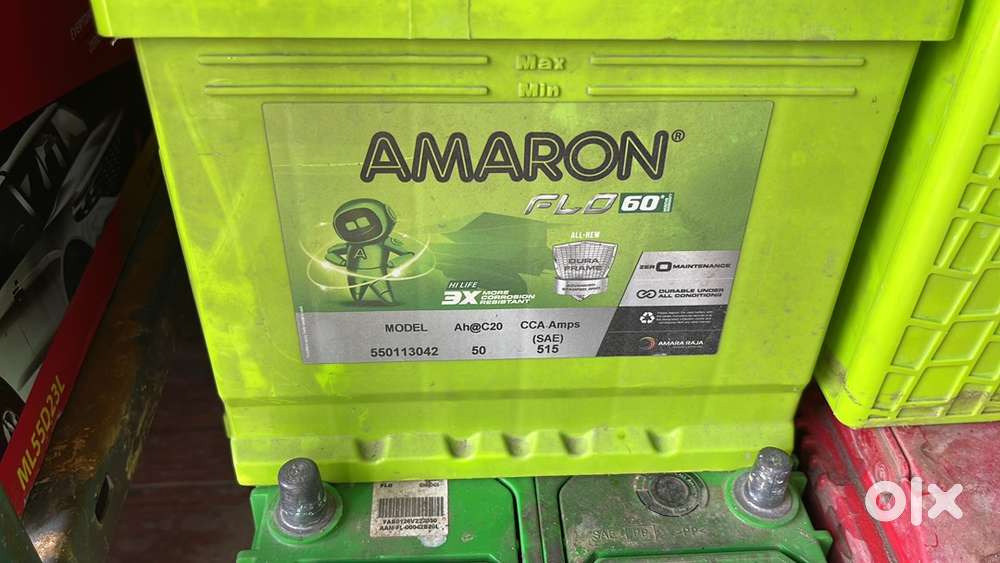 Max
Min
AMARON®
FLO 60
ALL-NEW
DURA
FRAME
HI LIFE
3X MORE
CORROSION
RESISTANT
ZERO MAINTENANCE
DURABLE UNDER
ALL CONDITIONS
AMARA RAJA
MODEL Ah@C20 CCA Amps
(SAE)
550113042 50 515
ML55D23L
FLO
olx